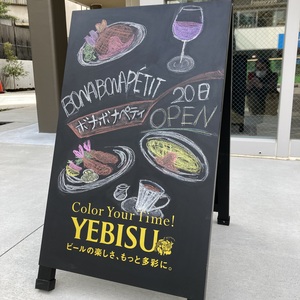 BONABONAPÉTIT
ボナボナペティ
20日
OPEN
Color Your Time!
YEBISU
ビールの楽しさ、もっと多彩に。